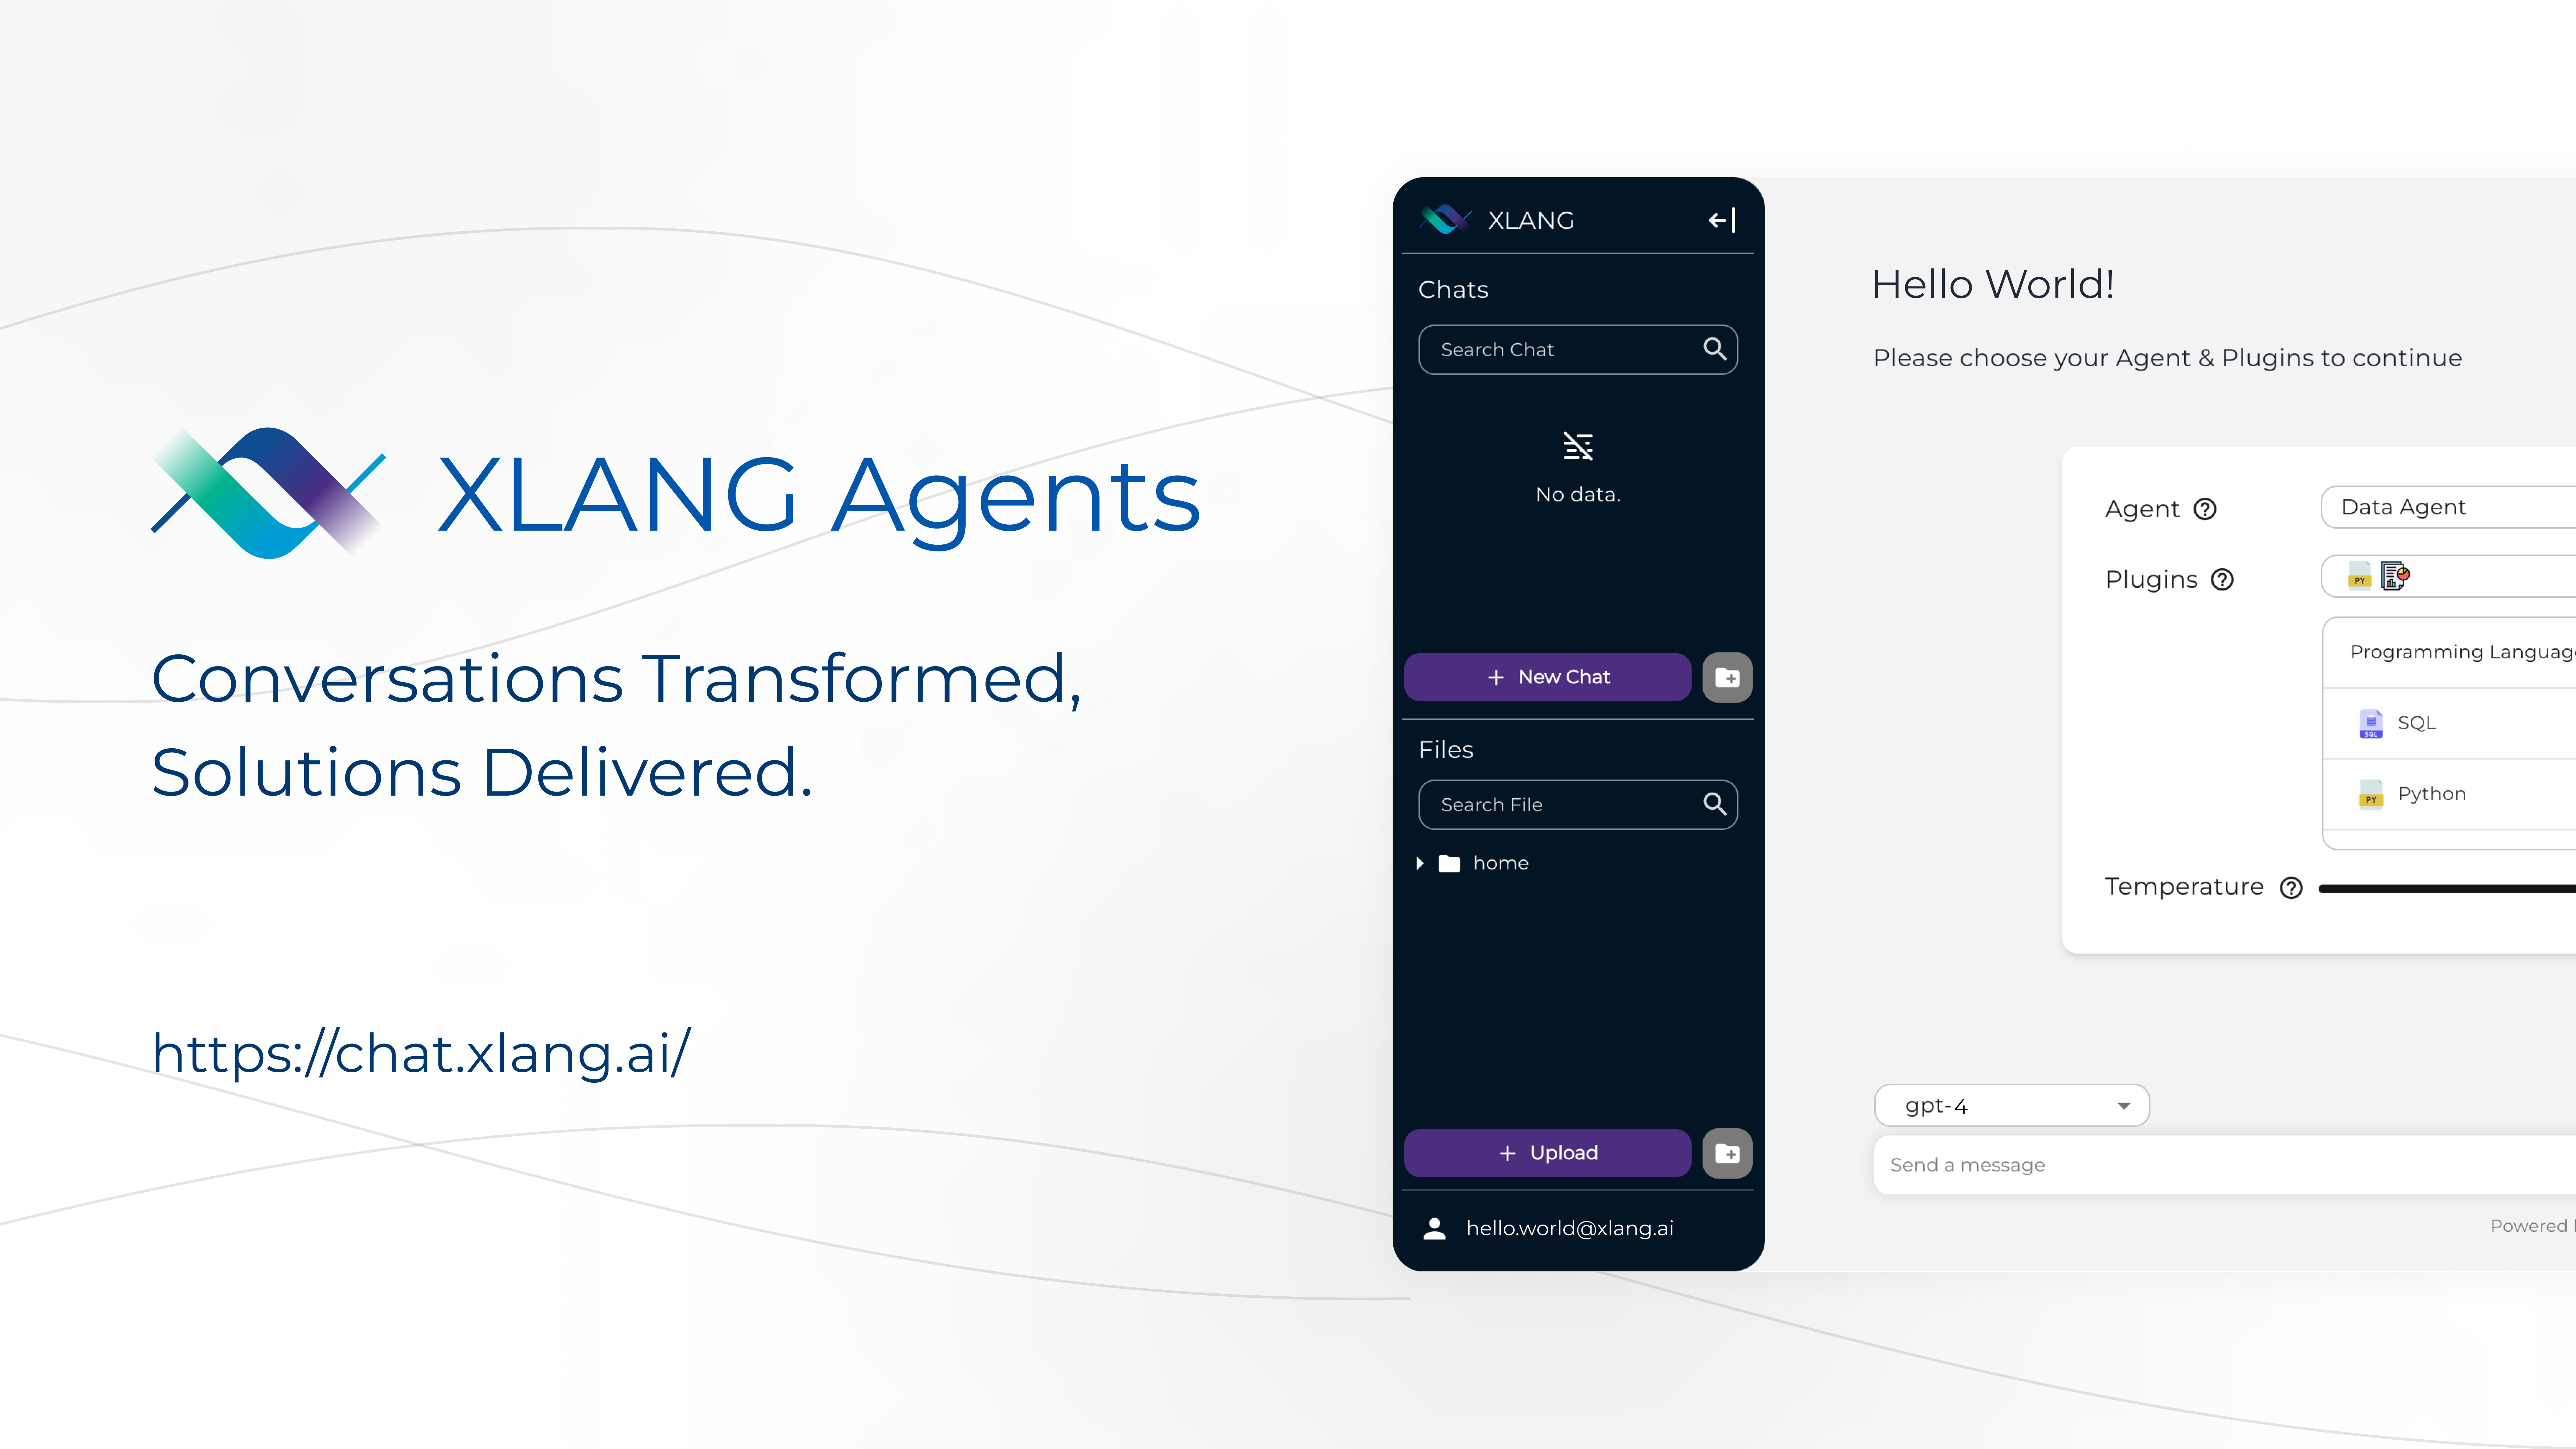 XLANG Agents
Conversations Transformed,
Solutions Delivered.
https://chat.xlang.ai/
XLANG
Chats
Search Chat
No data.
+ New Chat
Files
Search File
home
+ Upload
hello.world@xlang.ai
Hello World!
Please choose your Agent & Plugins to continue
Agent ?
Data Agent
Plugins ?
PY
Programming Languag
SQL SQL
PY Python
Temperature ?
gpt-4
Send a message
Powered